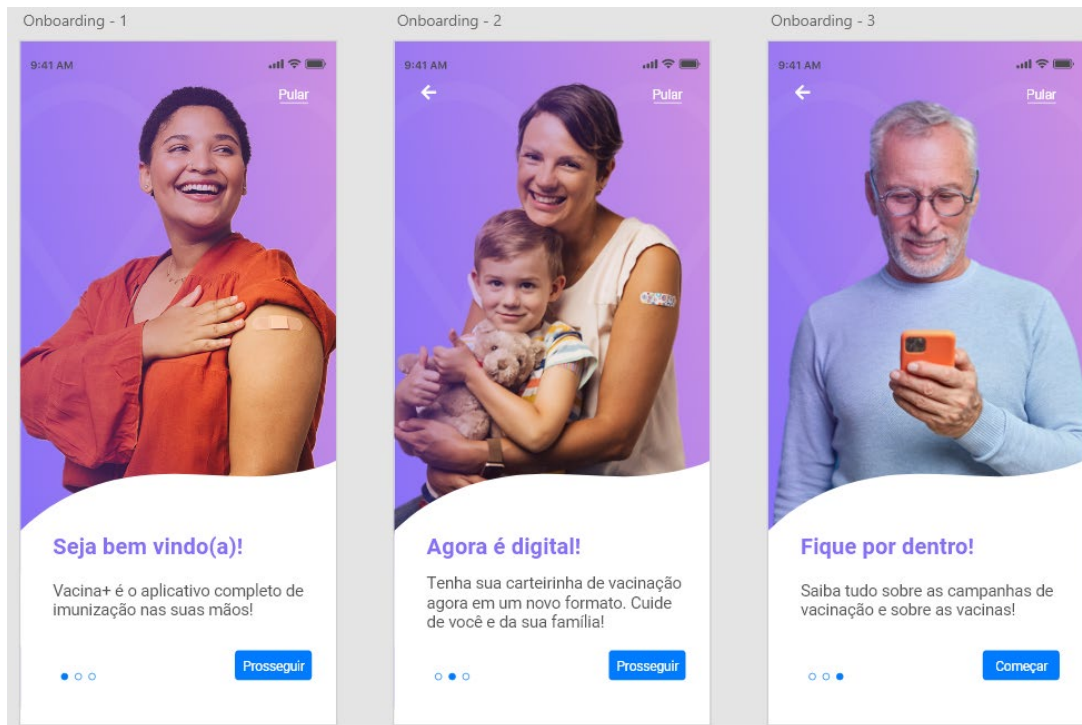 Onboarding - 1
9:41 AM
Pular
Seja bem vindo(a)!
Vacina+ é o aplicativo completo de
imunização nas suas mãos!
Prosseguir
Onboarding - 2
9:41 AM
Pular
Agora é digital!
Tenha sua carteirinha de vacinação
agora em um novo formato. Cuide
de você e da sua família!
Prosseguir
Onboarding - 3
9:41 AM
Pular
Fique por dentro!
Saiba tudo sobre as campanhas de
vacinação e sobre as vacinas!
Começar